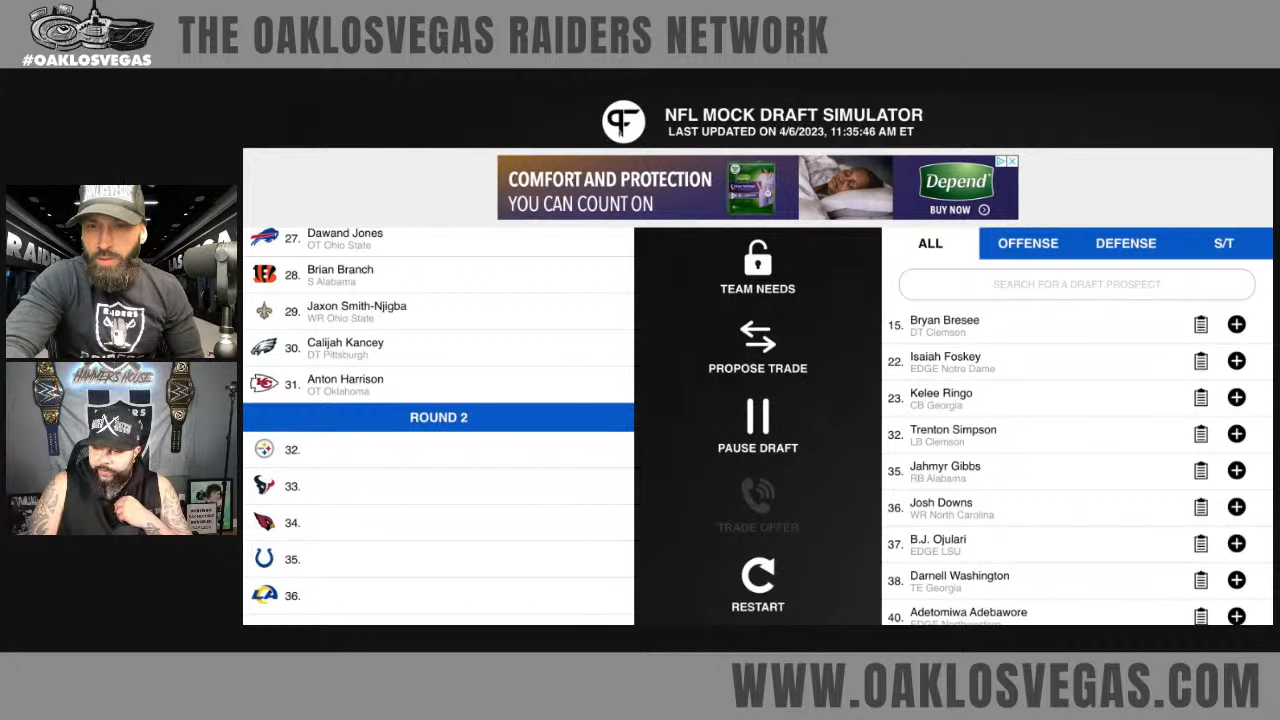 THE OAKLOSVEGAS RAIDERS NETWORK
#OAKLOSVEGAS
NFL MOCK DRAFT SIMULATOR
LAST UPDATED ON 4/6/2023, 11:35:46 AM ET
COMFORT AND PROTECTION
YOU CAN COUNT ON
Depend
BUY NOW
27. Dawand Jones
OT Ohio State
28. Brian Branch
S Alabama
29. Jaxon Smith-Njigba
WR Ohio State
30. Calijah Kancey
DT Pittsburgh
31. Anton Harrison
OT Oklahoma
ROUND 2
32.
33.
34.
35.
36.
TEAM NEEDS
PROPOSE TRADE
PAUSE DRAFT
TRADE OFFER
RESTART
ALL OFFENSE DEFENSE S/T
SEARCH FOR A DRAFT PROSPECT
15. Bryan Bresee
DT Clemson
22. Isaiah Foskey
EDGE Notre Dame
23. Kelee Ringo
CB Georgia
32. Trenton Simpson
LB Clemson
35. Jahmyr Gibbs
RB Alabama
36. Josh Downs
WR North Carolina
37. B.J. Ojulari
EDGE LSU
38. Darnell Washington
TE Georgia
40. Adetomiwa Adebawore
EDGE Northwestern
RAIDERS
HAMMERS HOUSE
WWW.OAKLOSVEGAS.COM